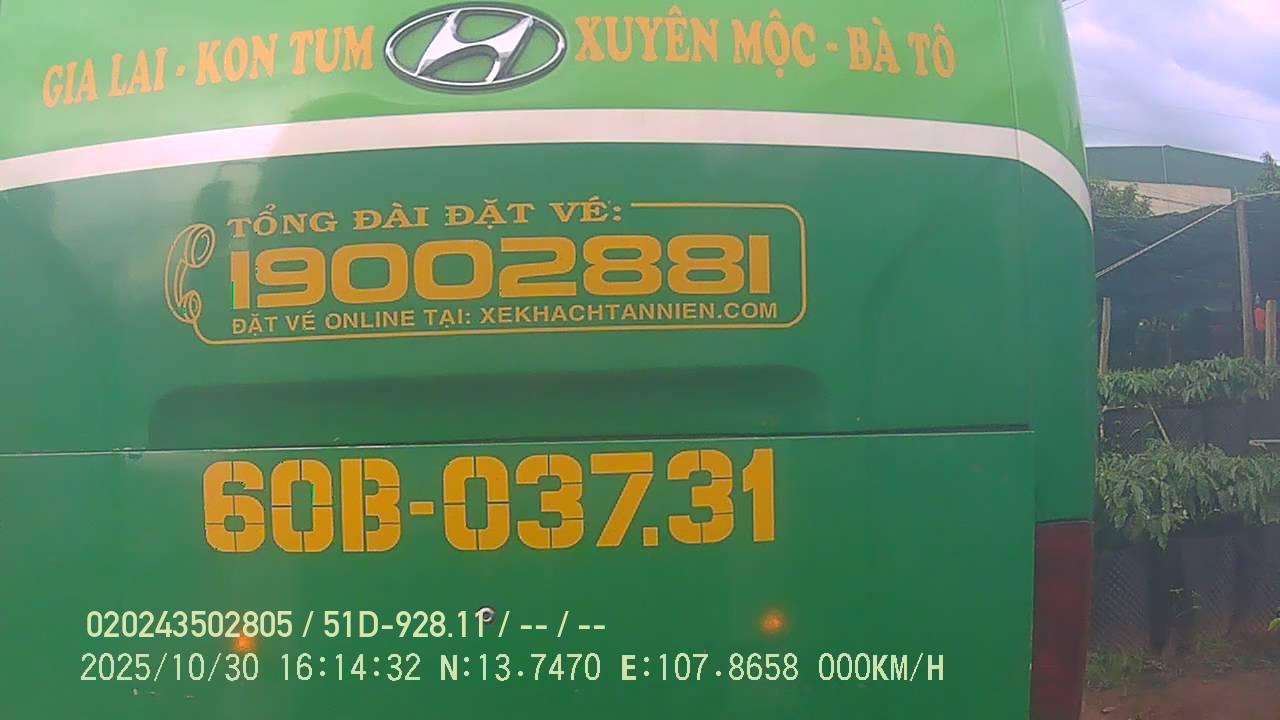 GIA LAI - KON TUM XUYÊN MỘC - BÀ TÔ
TỔNG ĐÀI ĐẶT VÉ:
19002881
ĐẶT VÉ ONLINE TẠI: XEKHACHTANNIEN.COM
60B-037.31
020243502805 / 51D-928.11 / -- / --
2025/10/30 16:14:32 N:13.7470 E:107.8658 000KM/H